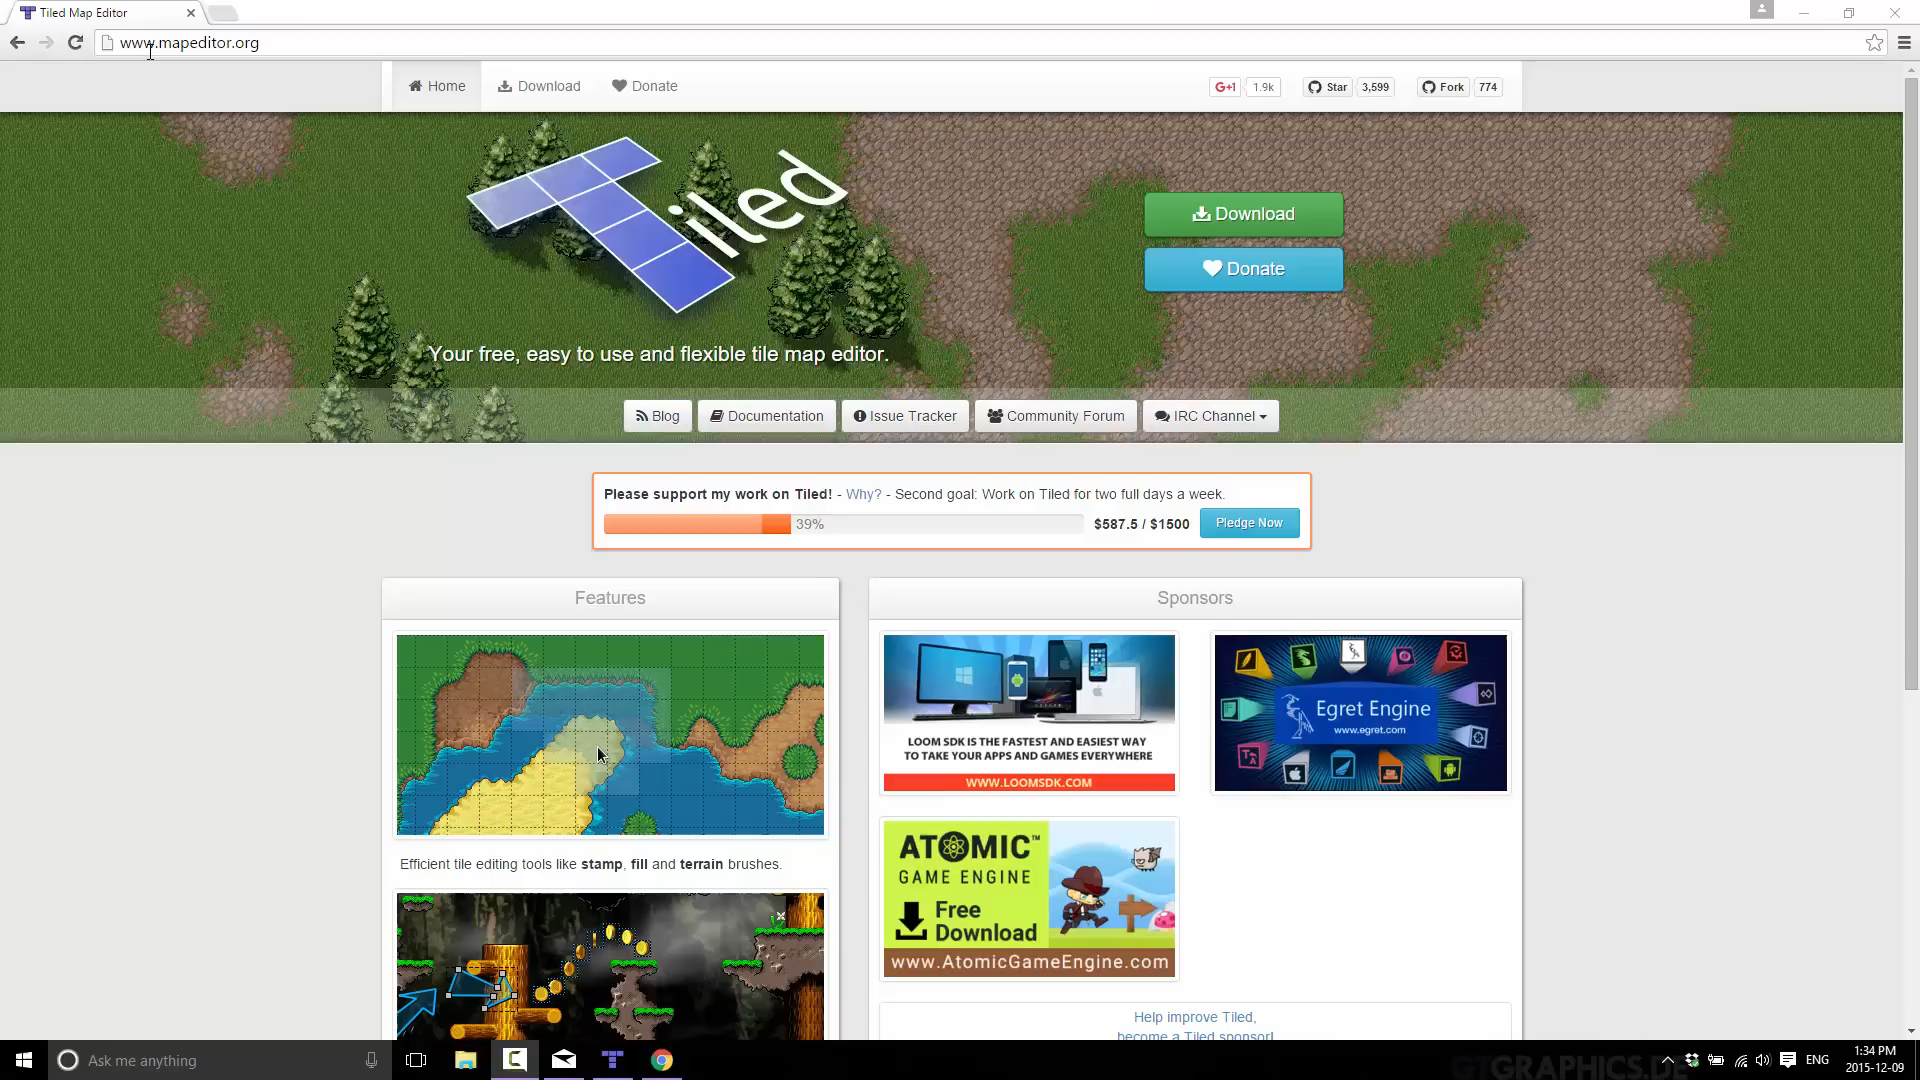 Tiled Map Editor
www.mapeditor.org
Home
Download
Donate
G+1
1.9k
Star
3,599
Fork
774
Tiled
Your free, easy to use and flexible tile map editor.
Download
Donate
Blog
Documentation
Issue Tracker
Community Forum
IRC Channel
Please support my work on Tiled! - Why? - Second goal: Work on Tiled for two full days a week.
39%
$587.5 / $1500
Pledge Now
Features
Efficient tile editing tools like stamp, fill and terrain brushes.
Sponsors
LOOM SDK IS THE FASTEST AND EASIEST WAY
TO TAKE YOUR APPS AND GAMES EVERYWHERE
WWW.LOOMSDK.COM
Egret Engine
www.egret.com
ATOMIC™
GAME ENGINE
Free
Download
www.AtomicGameEngine.com
Help improve Tiled,
become a Tiled sponsor!
Ask me anything
GTGRAPHICS.DE
ENG
1:34 PM
2015-12-09